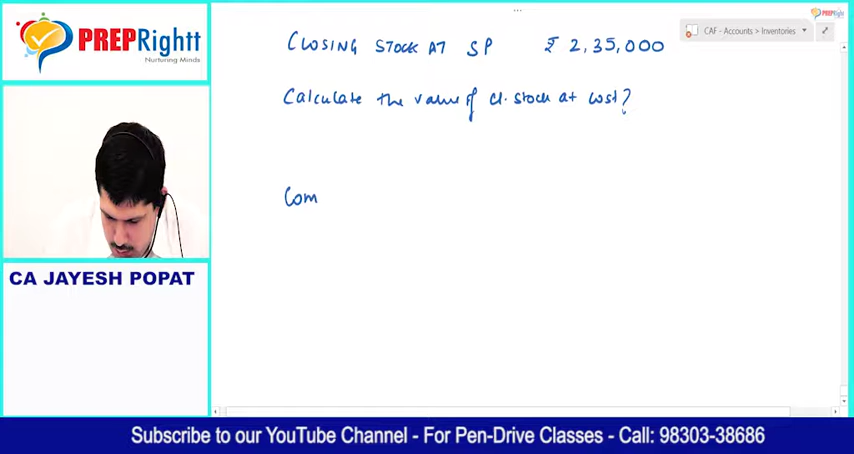 PREPRightt
Nurturing Minds
CLOSING STOCK AT SP ₹ 2,35,000
CAF - Accounts > Inventories
PREPRightt
Calculate the value of cl. stock at cost?
Com
CA JAYESH POPAT
Subscribe to our YouTube Channel - For Pen-Drive Classes - Call: 98303-38686